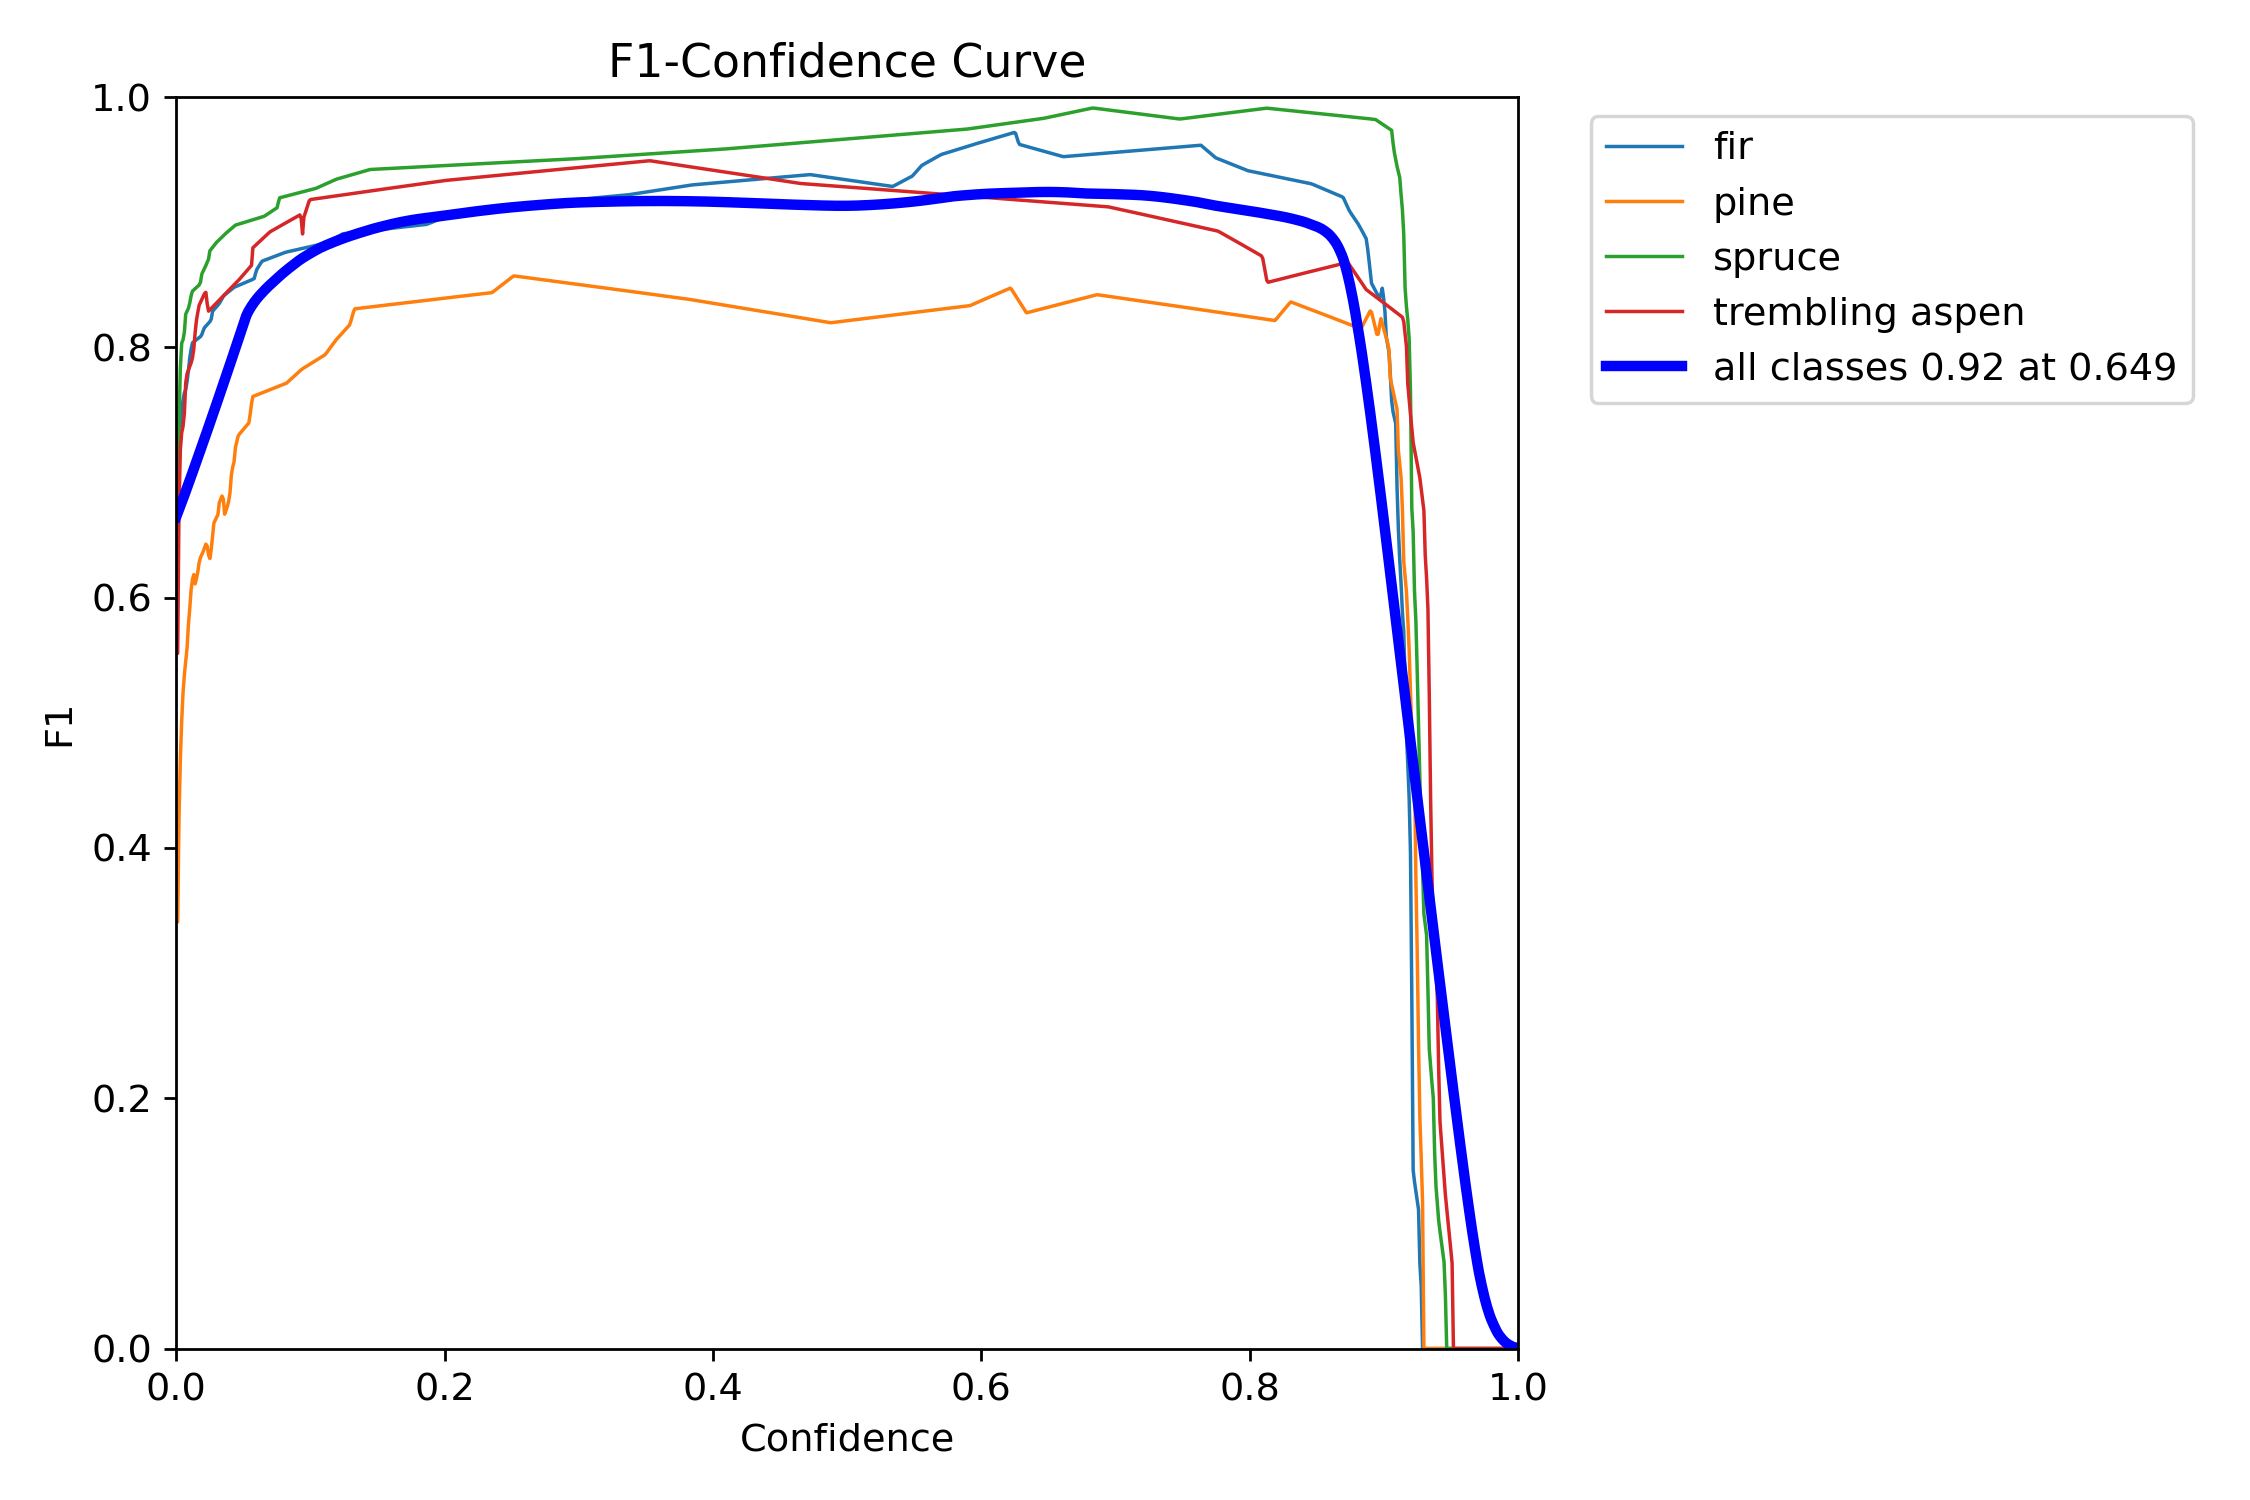 F1-Confidence Curve
1.0
0.8
0.6
0.4
0.2
0.0
F1
0.0 0.2 0.4 0.6 0.8 1.0
Confidence
fir
pine
spruce
trembling aspen
all classes 0.92 at 0.649